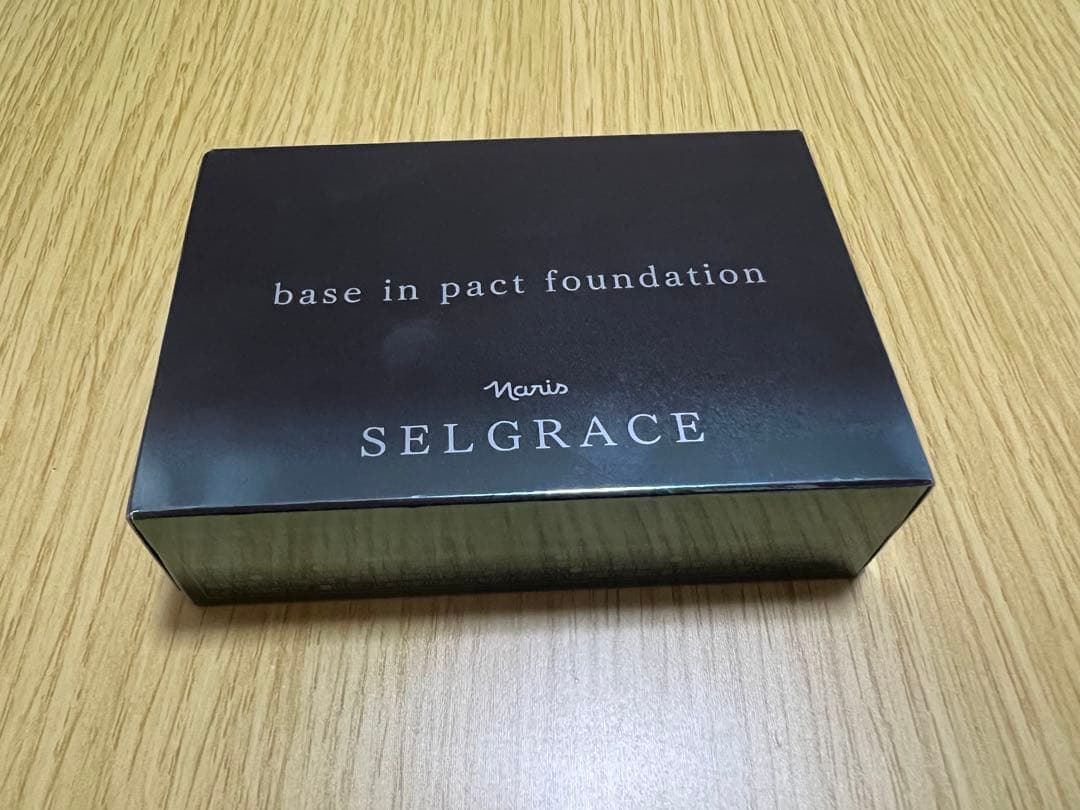 base in pact foundation
Naris
SELGRACE